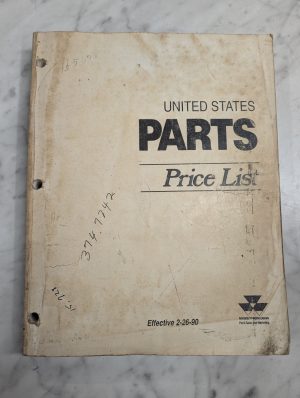 UNITED STATES
PARTS
Price List
374.7242
Effective 2-26-90